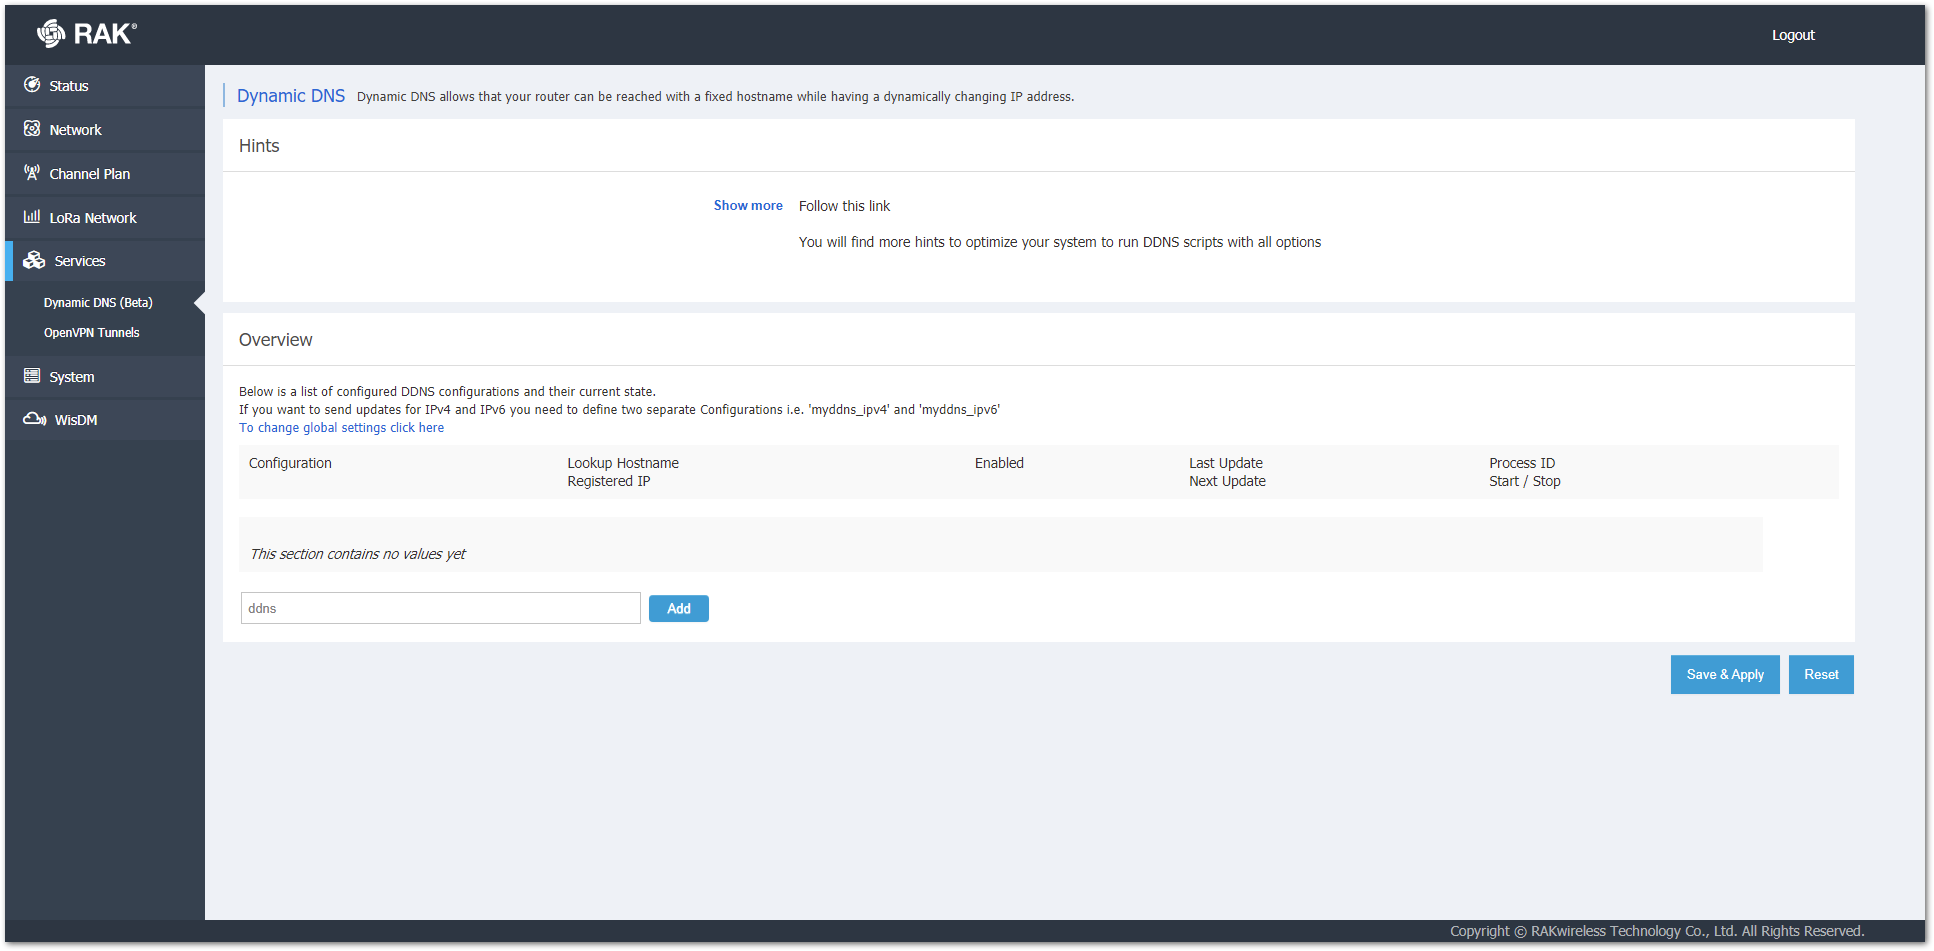 RAK®
Logout
Status
Network
Channel Plan
LoRa Network
Services
Dynamic DNS (Beta)
OpenVPN Tunnels
System
WisDM
Dynamic DNS Dynamic DNS allows that your router can be reached with a fixed hostname while having a dynamically changing IP address.
Hints
Show more Follow this link
You will find more hints to optimize your system to run DDNS scripts with all options
Overview
Below is a list of configured DDNS configurations and their current state.
If you want to send updates for IPv4 and IPv6 you need to define two separate Configurations i.e. 'myddns_ipv4' and 'myddns_ipv6'
To change global settings click here
Configuration Lookup Hostname Enabled Last Update Process ID
Registered IP Next Update Start / Stop
This section contains no values yet
ddns Add
Save & Apply Reset
Copyright © RAKwireless Technology Co., Ltd. All Rights Reserved.